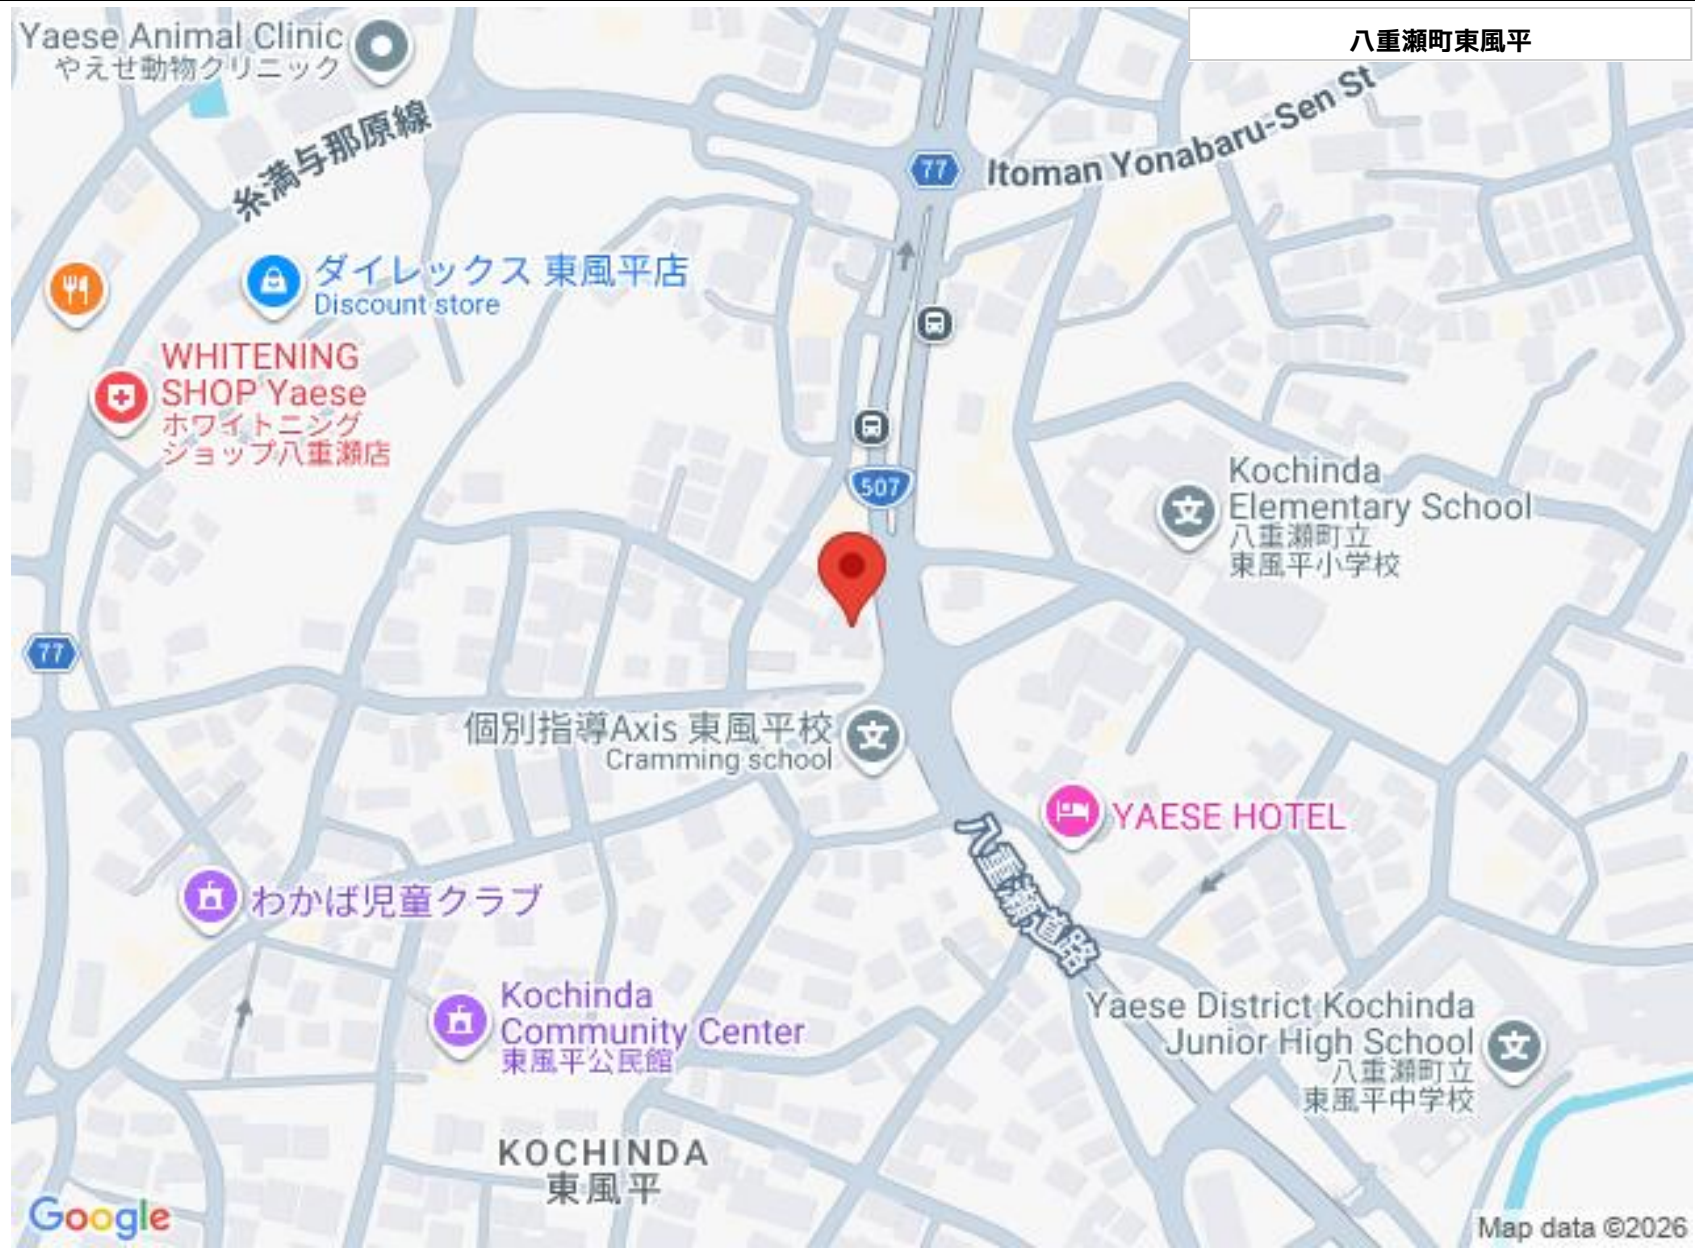 八重瀬町東風平
Yaese Animal Clinic
やえせ動物クリニック
糸満与那原線
77
Itoman Yonabaru-Sen St
ダイレックス 東風平店
Discount store
WHITENING
SHOP Yaese
ホワイトニング
ショップ八重瀬店
507
Kochinda
Elementary School
八重瀬町立
東風平小学校
77
個別指導Axis 東風平校
Cramming school
YAESE HOTEL
八重瀬道路
わかば児童クラブ
Kochinda
Community Center
東風平公民館
Yaese District Kochinda
Junior High School
八重瀬町立
東風平中学校
KOCHINDA
東風平
Google
Map data ©2026